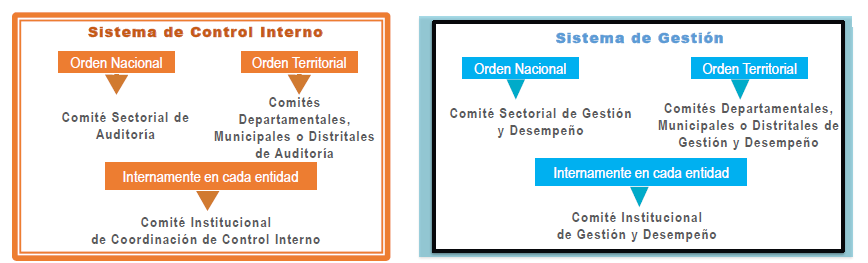 Sistema de Control Interno
Orden Nacional
Orden Territorial
Comité Sectorial de
Auditoría
Comités
Departamentales,
Municipales o Distritales
de Auditoría
Internamente en cada entidad
Comité Institucional
de Coordinación de Control Interno
Sistema de Gestión
Orden Nacional
Orden Territorial
Comité Sectorial de Gestión
y Desempeño
Comités Departamentales,
Municipales o Distritales de
Gestión y Desempeño
Internamente en cada entidad
Comité Institucional
de Gestión y Desempeño